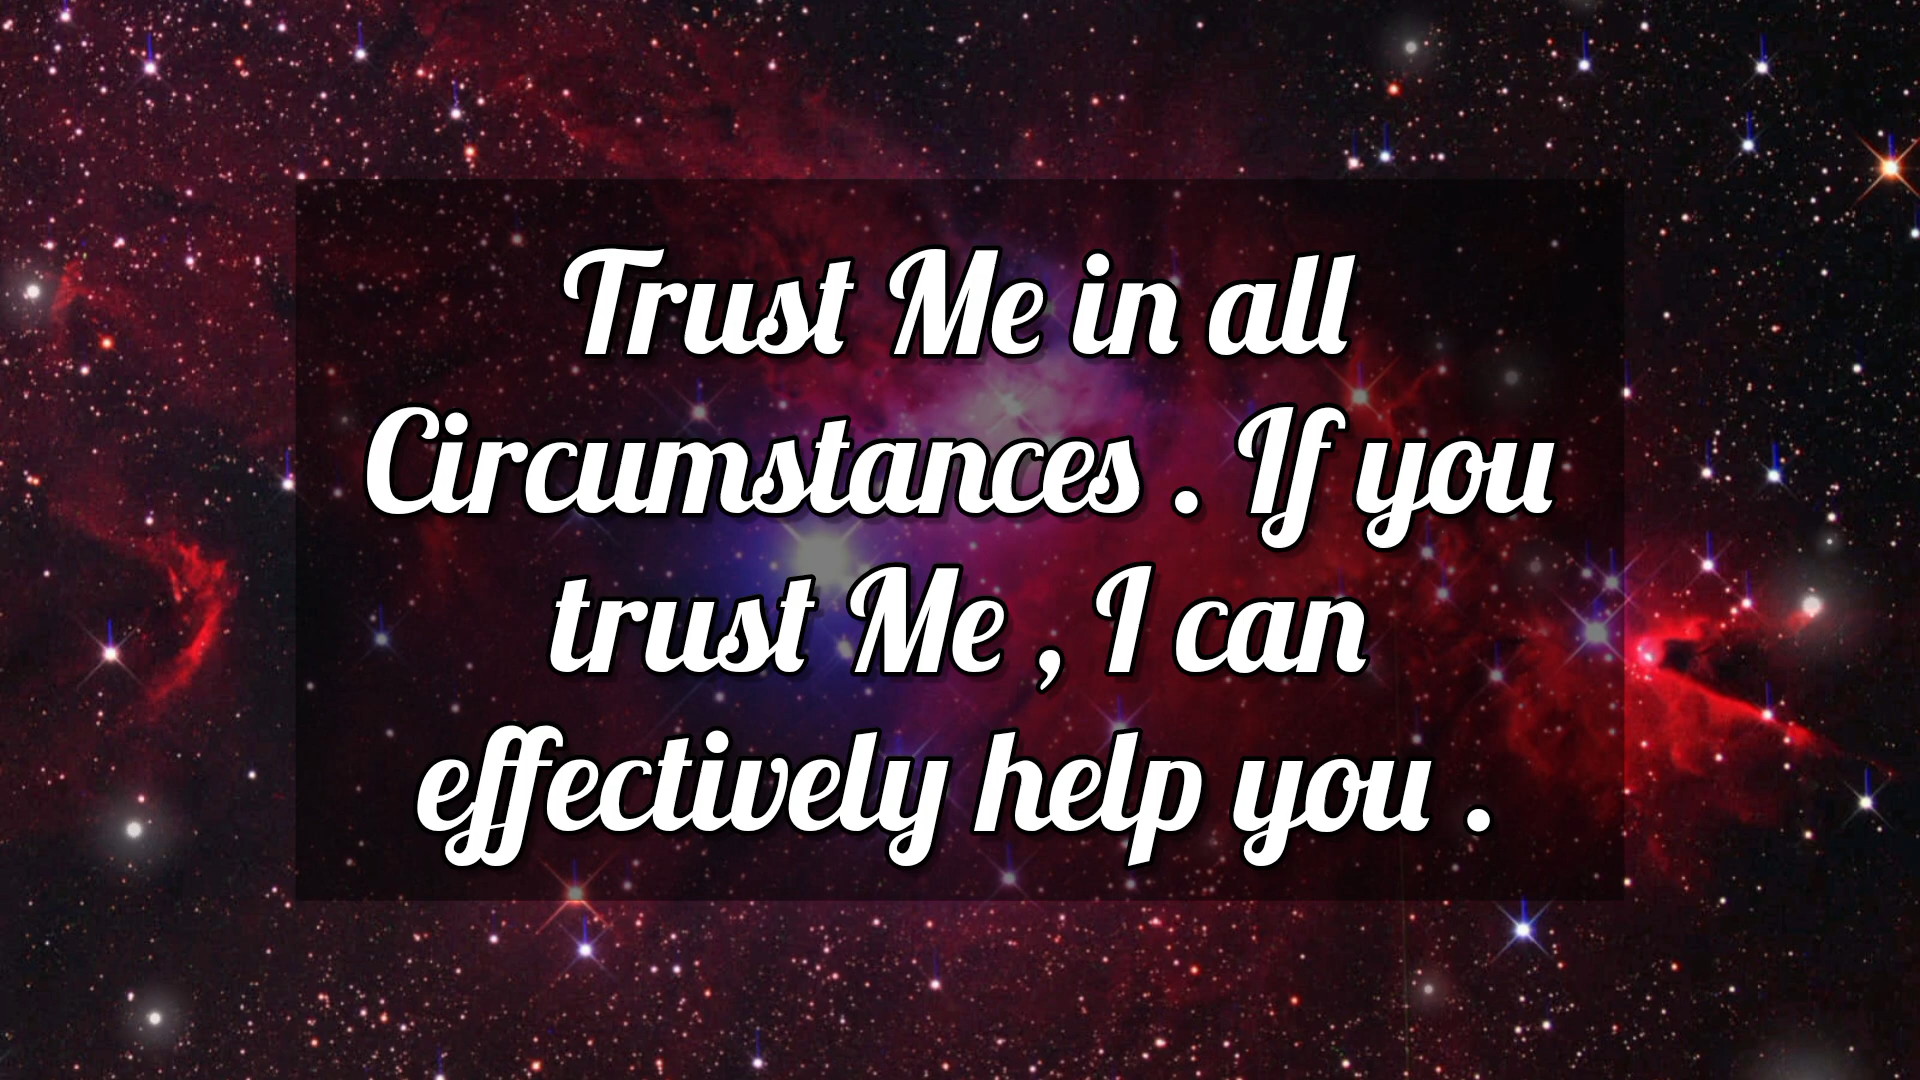 Trust Me in all
Circumstances . If you
trust Me , I can
effectively help you .